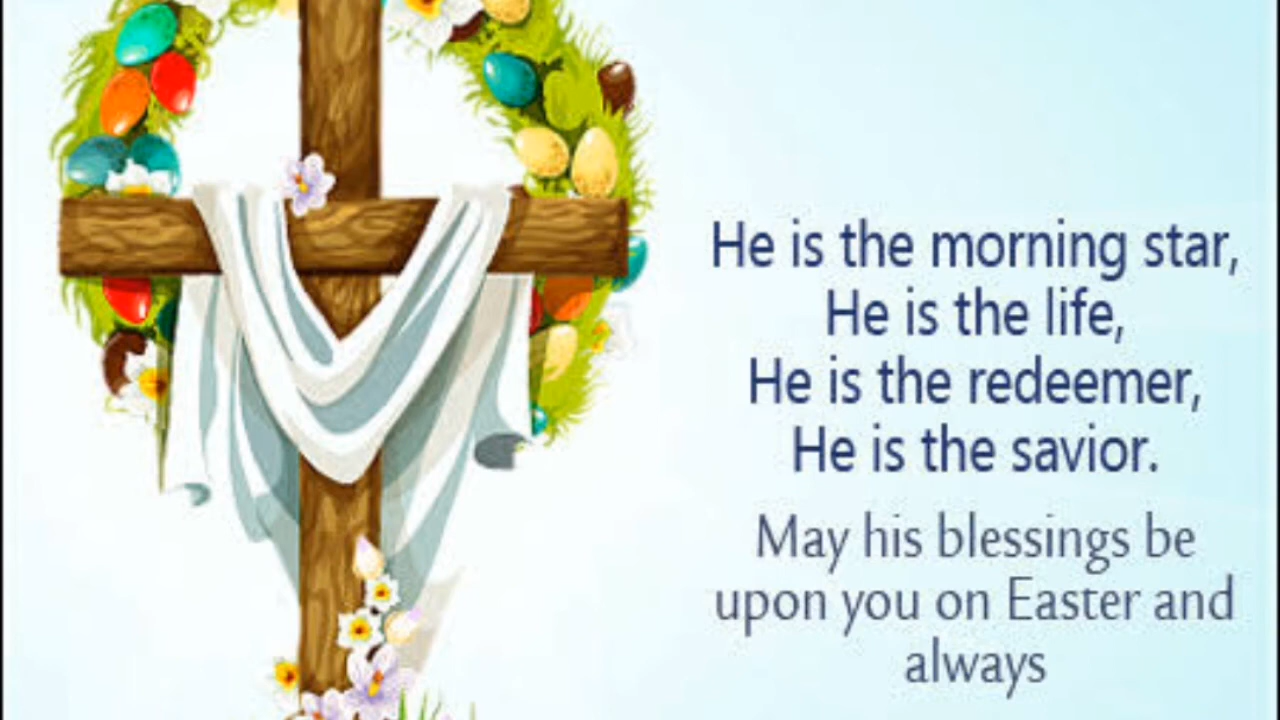 He is the morning star,
He is the life,
He is the redeemer,
He is the savior.
May his blessings be
upon you on Easter and
always